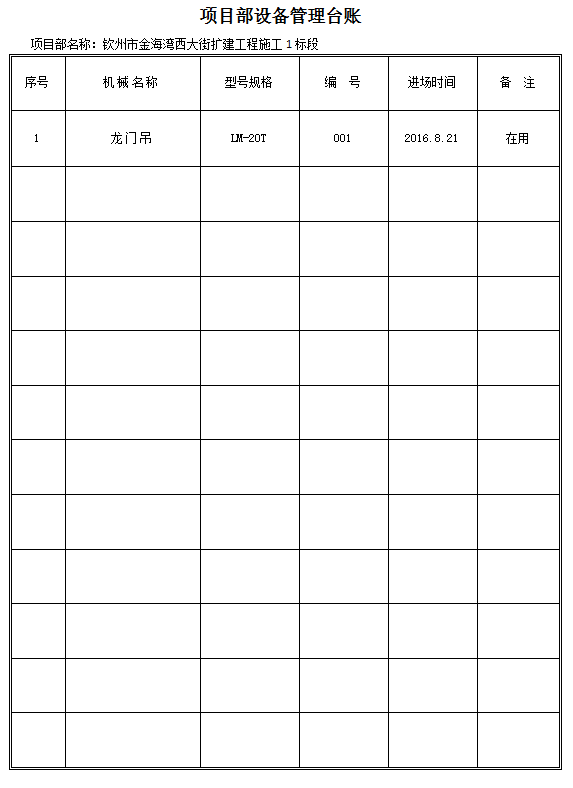 项目部设备管理台账
项目部名称：钦州市金海湾西大街扩建工程施工1标段
序号 机械名称 型号规格 编 号 进场时间 备 注
1 龙门吊 LM-20T 001 2016.8.21 在用